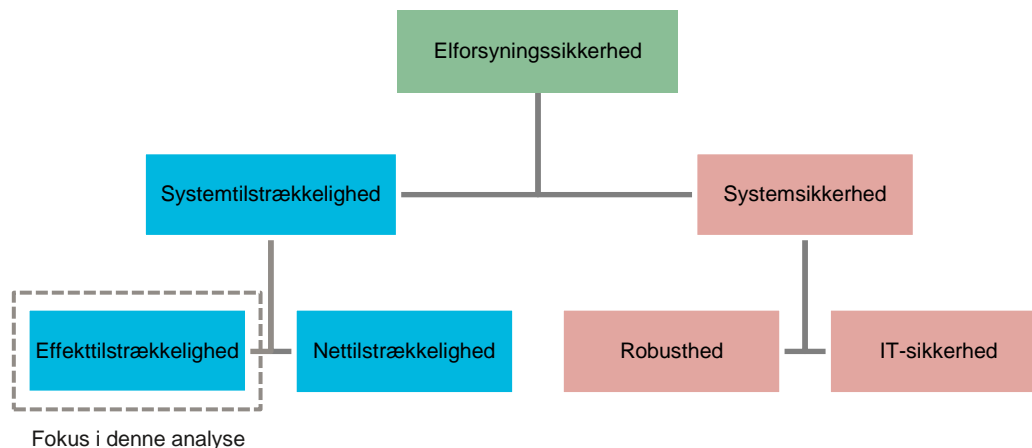 Elforsyningssikkerhed
Systemtilstrækkelighed
Systemsikkerhed
Effekttilstrækkelighed
Nettilstrækkelighed
Robusthed
IT-sikkerhed
Fokus i denne analyse